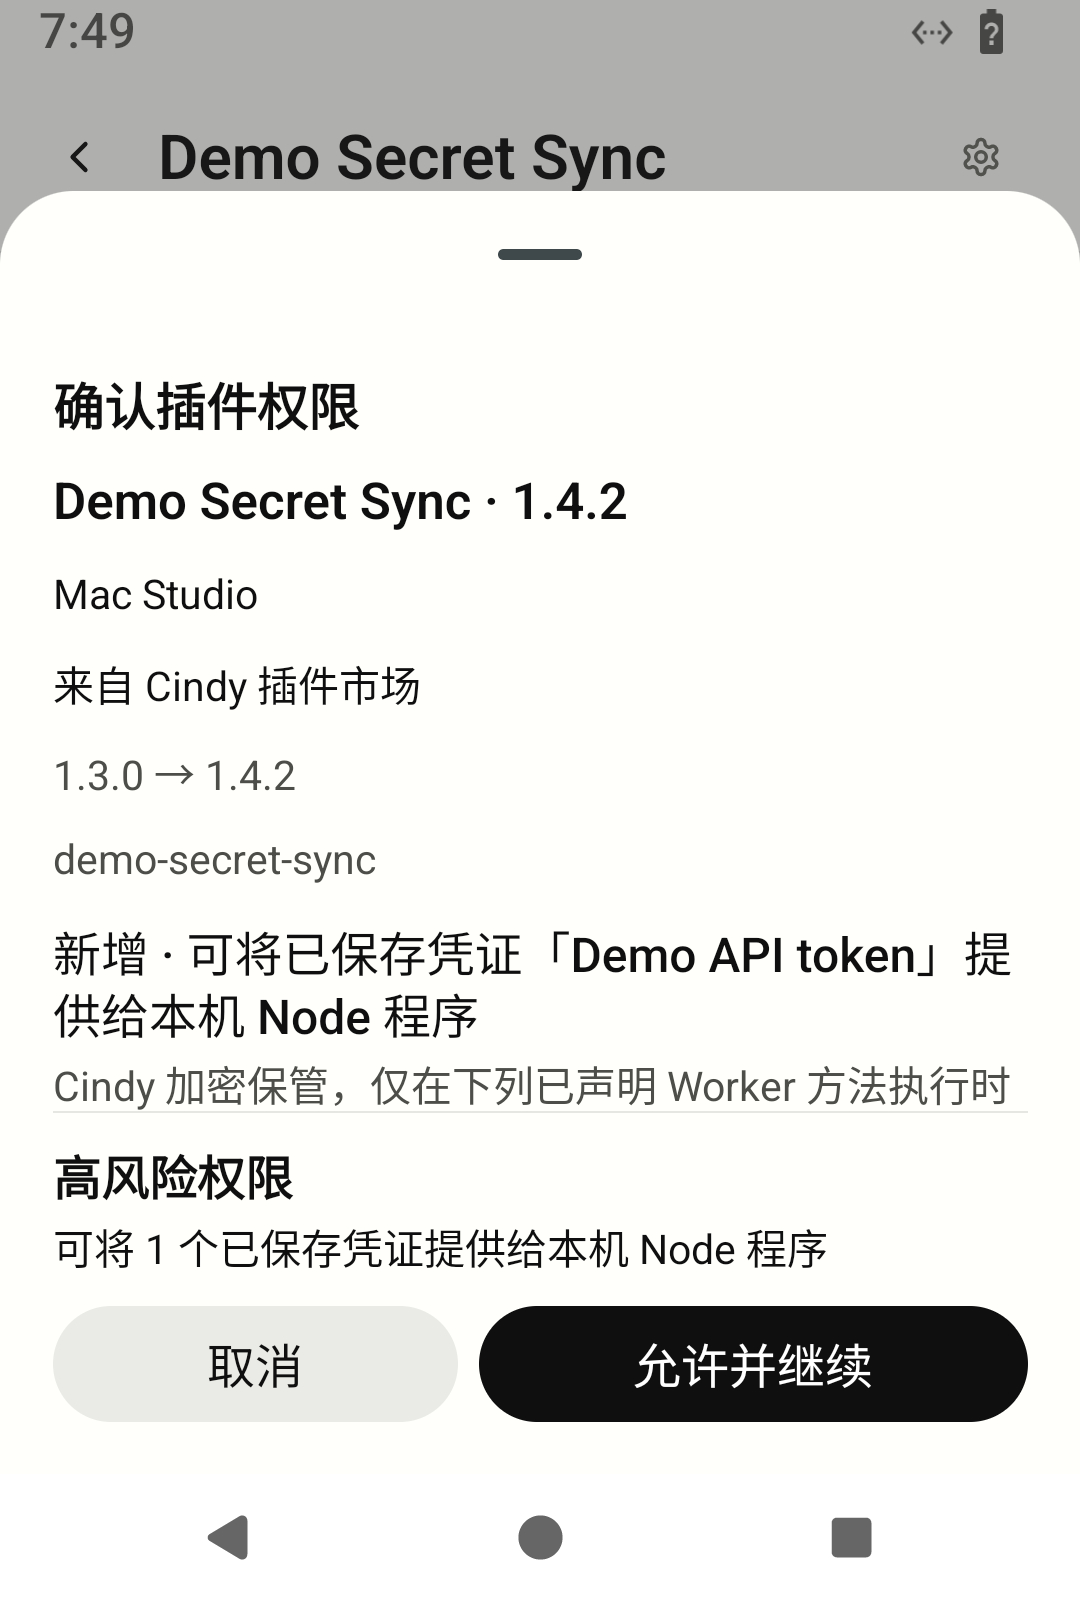 7:49
Demo Secret Sync
确认插件权限
Demo Secret Sync · 1.4.2
Mac Studio
来自 Cindy 插件市场
1.3.0 → 1.4.2
demo-secret-sync
新增 · 可将已保存凭证「Demo API token」提
供给本机 Node 程序
Cindy 加密保管，仅在下列已声明 Worker 方法执行时
高风险权限
可将 1 个已保存凭证提供给本机 Node 程序
取消
允许并继续